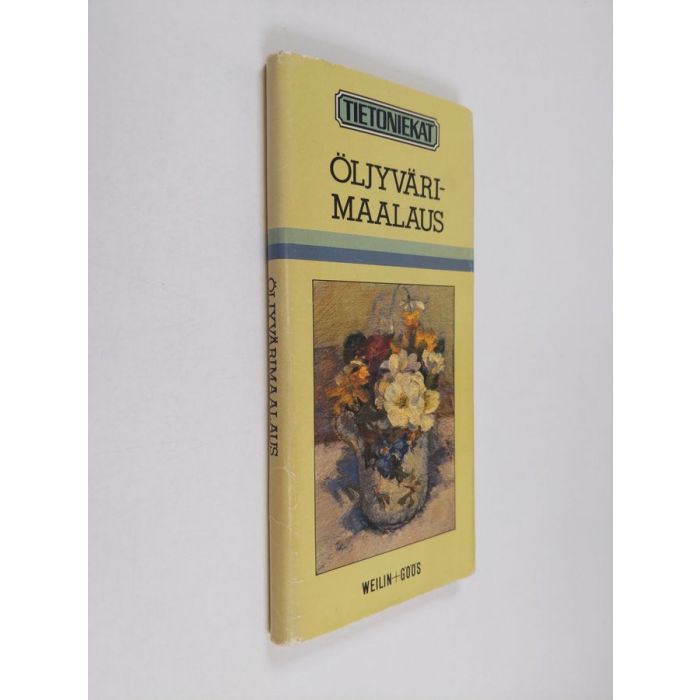 TIETONIEKAT
ÖLJYVÄRI-
MAALAUS
ÖLJYVÄRIMAALAUS
WEILIN+GÖÖS